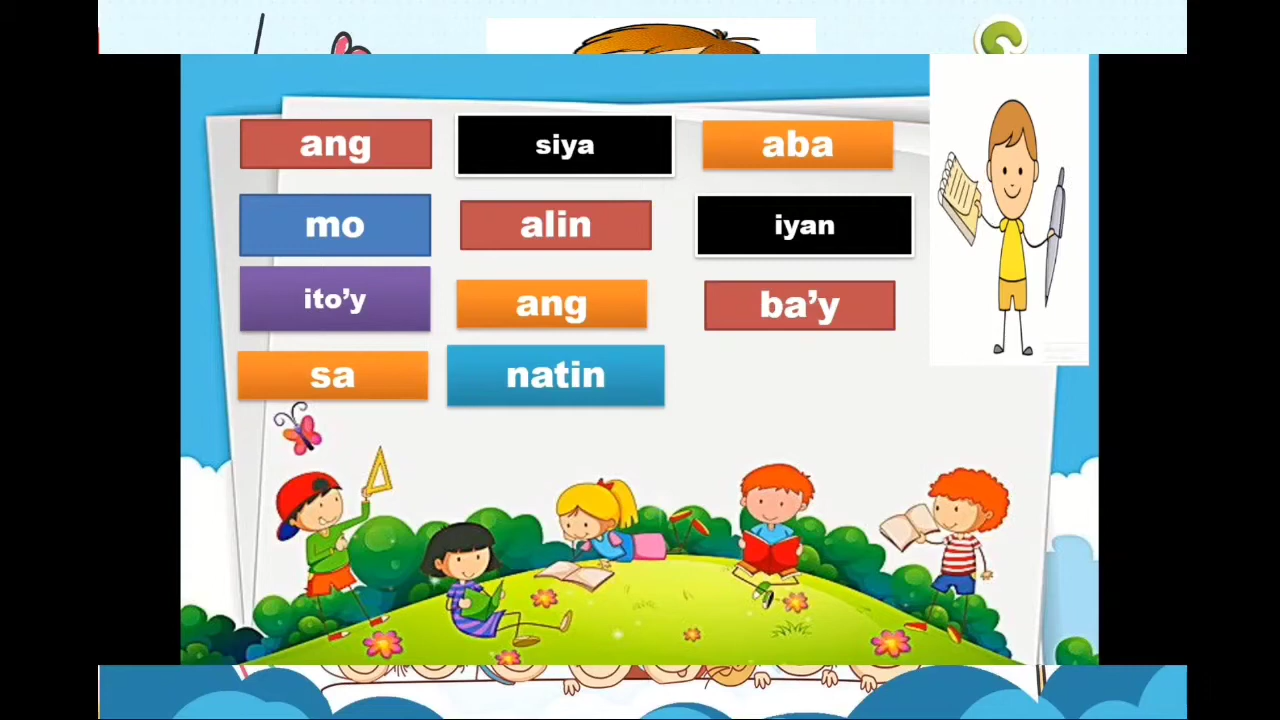 ang siya aba
mo alin iyan
ito’y ang ba’y
sa natin